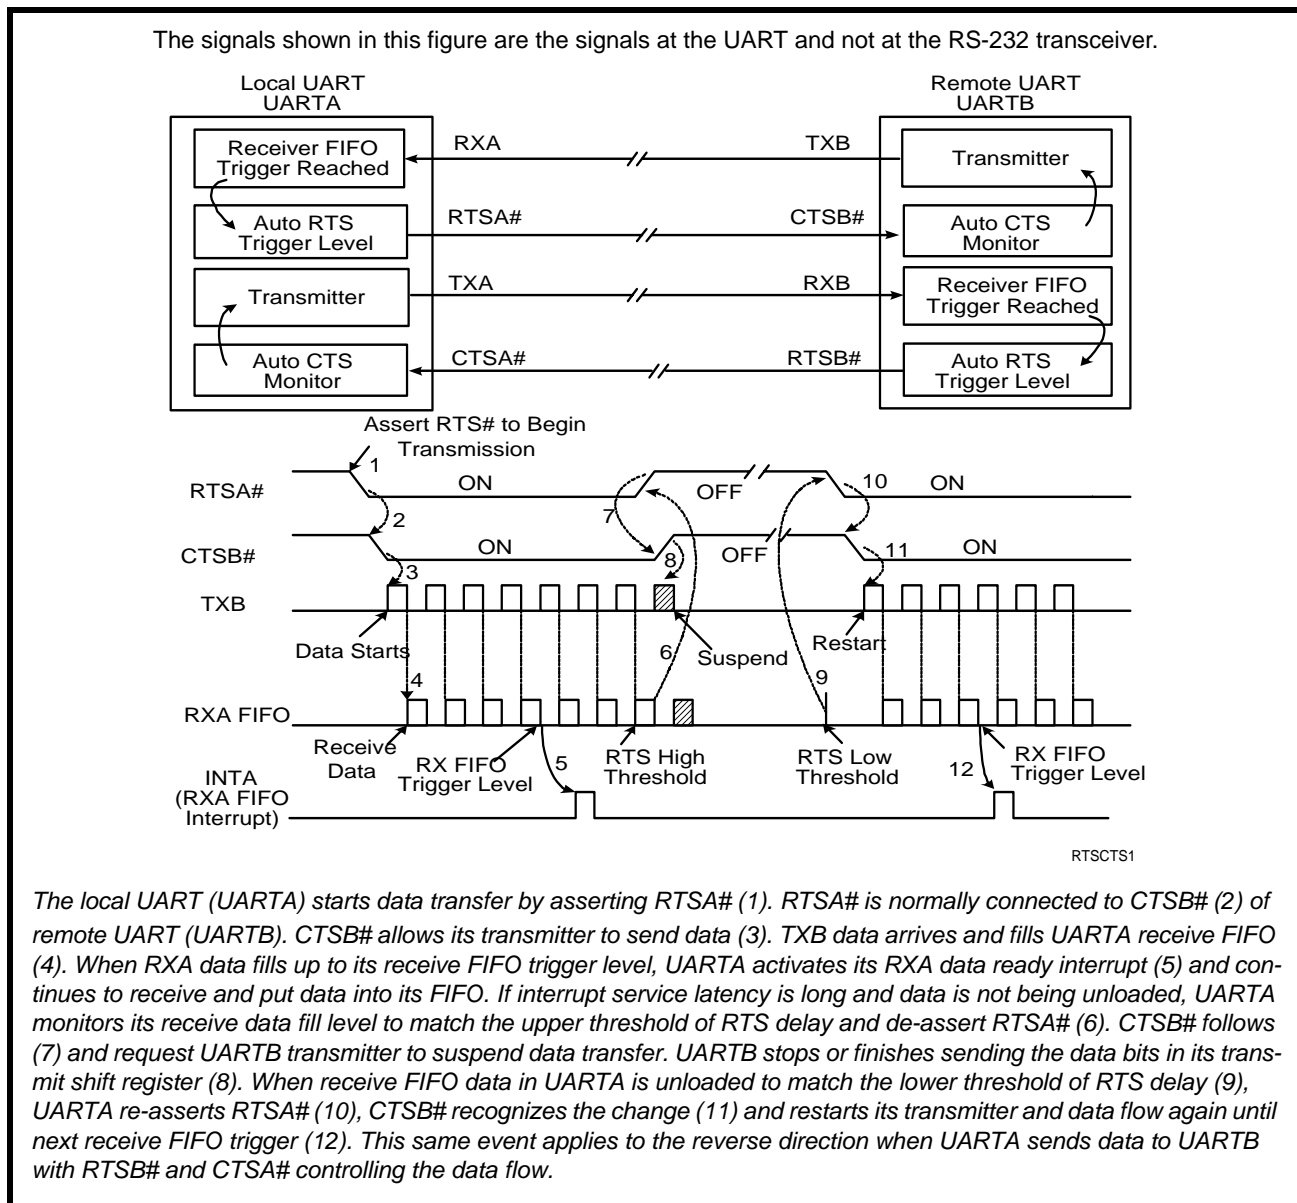 The signals shown in this figure are the signals at the UART and not at the RS-232 transceiver.
Local UART
UARTA
Remote UART
UARTB
Receiver FIFO
Trigger Reached
RXA
TXB
Transmitter
Auto RTS
Trigger Level
RTSA#
CTSB#
Auto CTS
Monitor
Transmitter
TXA
RXB
Receiver FIFO
Trigger Reached
Auto CTS
Monitor
CTSA#
RTSB#
Auto RTS
Trigger Level
Assert RTS# to Begin
Transmission
RTSA#
1
ON
OFF
10
ON
2
7
CTSB#
ON
OFF
11
ON
3
8
TXB
Data Starts
6
Suspend
Restart
4
9
RXA FIFO
Receive
Data
RX FIFO
Trigger Level
5
RTS High
Threshold
RTS Low
Threshold
12
RX FIFO
Trigger Level
INTA
(RXA FIFO
Interrupt)
RTSCTS1
The local UART (UARTA) starts data transfer by asserting RTSA# (1). RTSA# is normally connected to CTSB# (2) of
remote UART (UARTB). CTSB# allows its transmitter to send data (3). TXB data arrives and fills UARTA receive FIFO
(4). When RXA data fills up to its receive FIFO trigger level, UARTA activates its RXA data ready interrupt (5) and con-
tinues to receive and put data into its FIFO. If interrupt service latency is long and data is not being unloaded, UARTA
monitors its receive data fill level to match the upper threshold of RTS delay and de-assert RTSA# (6). CTSB# follows
(7) and request UARTB transmitter to suspend data transfer. UARTB stops or finishes sending the data bits in its trans-
mit shift register (8). When receive FIFO data in UARTA is unloaded to match the lower threshold of RTS delay (9),
UARTA re-asserts RTSA# (10), CTSB# recognizes the change (11) and restarts its transmitter and data flow again until
next receive FIFO trigger (12). This same event applies to the reverse direction when UARTA sends data to UARTB
with RTSB# and CTSA# controlling the data flow.